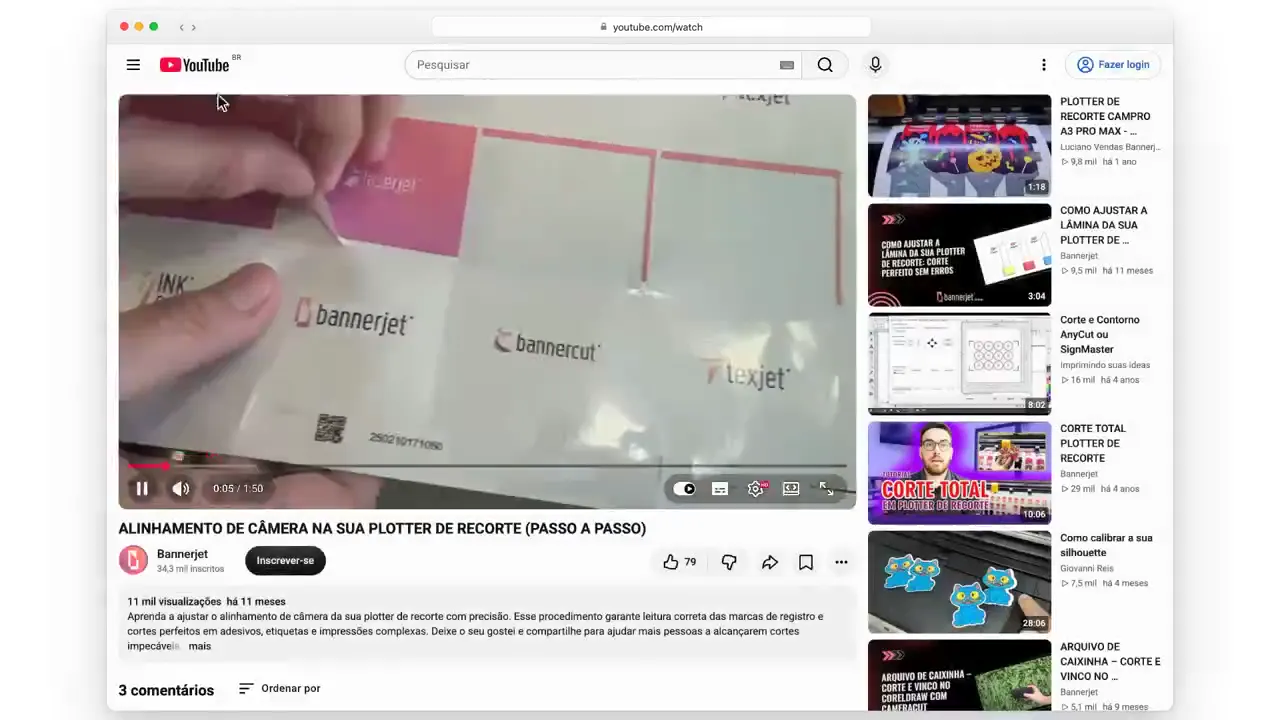 youtube.com/watch
YouTube BR
Pesquisar
Fazer login
texjet
texerjet
INK
bannerjet
bannercut
texjet
250210171080
0:05 / 1:50
ALINHAMENTO DE CÂMERA NA SUA PLOTTER DE RECORTE (PASSO A PASSO)
Bannerjet
34,3 mil inscritos
Inscrever-se
79
11 mil visualizações há 11 meses
Aprenda a ajustar o alinhamento de câmera da sua plotter de recorte com precisão. Esse procedimento garante leitura correta das marcas de registro e
cortes perfeitos em adesivos, etiquetas e impressões complexas. Deixe o seu gostei e compartilhe para ajudar mais pessoas a alcançarem cortes
impecáveis. mais
3 comentários
Ordenar por
1:18
PLOTTER DE
RECORTE CAMPRO
A3 PRO MAX - ...
Luciano Vendas Bannerj...
9,8 mil há 1 ano
COMO AJUSTAR A
LÂMINA DA SUA PLOTTER
DE RECORTE: CORTE
PERFEITO SEM ERROS
bannerjet
3:04
COMO AJUSTAR A
LÂMINA DA SUA
PLOTTER DE ...
Bannerjet
9,5 mil há 11 meses
8:02
Corte e Contorno
AnyCut ou
SignMaster
Imprimindo suas ideas
16 mil há 4 anos
TUTORIAL
CORTE TOTAL
EM PLOTTER DE RECORTE
10:06
CORTE TOTAL
PLOTTER DE
RECORTE
Bannerjet
29 mil há 4 anos
28:06
Como calibrar a sua
silhouette
Giovanni Reis
7,5 mil há 4 meses
ARQUIVO DE CAIXINHA –
CORTE E VINCO NO
CORELDRAW COM
CAMERACUT
ARQUIVO DE
CAIXINHA – CORTE E
VINCO NO ...
Bannerjet
5,1 mil há 9 meses